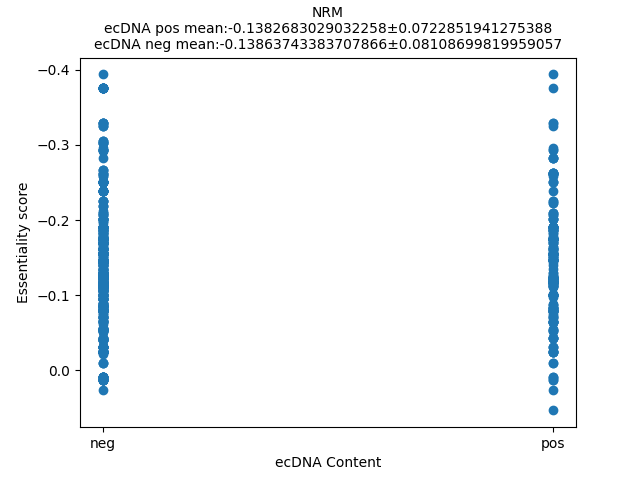 NRM
ecDNA pos mean:-0.1382683029032258±0.0722851941275388
ecDNA neg mean:-0.13863743383707866±0.08108699819959057
−0.4
−0.3
−0.2
−0.1
0.0
Essentiality score
neg
pos
ecDNA Content